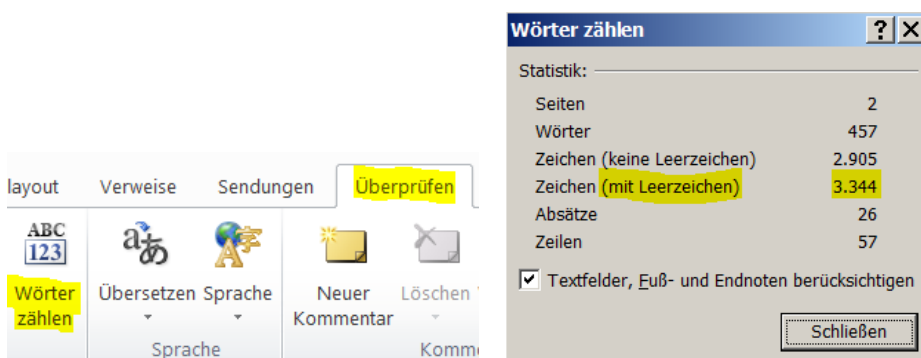 layout Verweise Sendungen Überprüfen
ABC
123
Wörter
zählen
Übersetzen Sprache
Sprache
Neuer
Kommentar
Löschen
Wörter zählen
Statistik:
Seiten 2
Wörter 457
Zeichen (keine Leerzeichen) 2.905
Zeichen (mit Leerzeichen) 3.344
Absätze 26
Zeilen 57
Textfelder, Fuß- und Endnoten berücksichtigen
Schließen